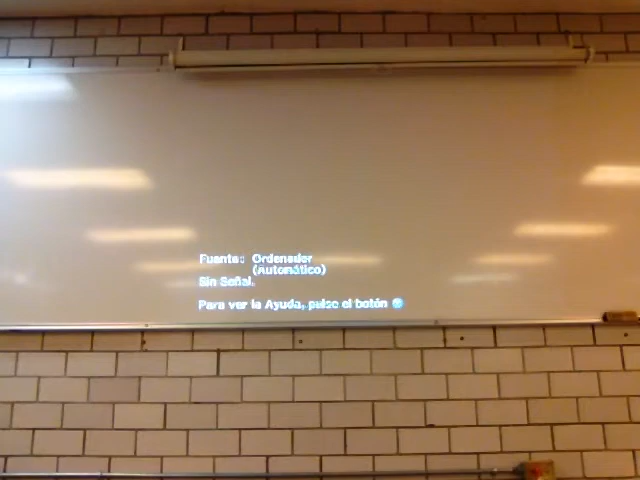 Fuente: Ordenador
(Automático)
Sin Señal.
Para ver la Ayuda, pulse el botón